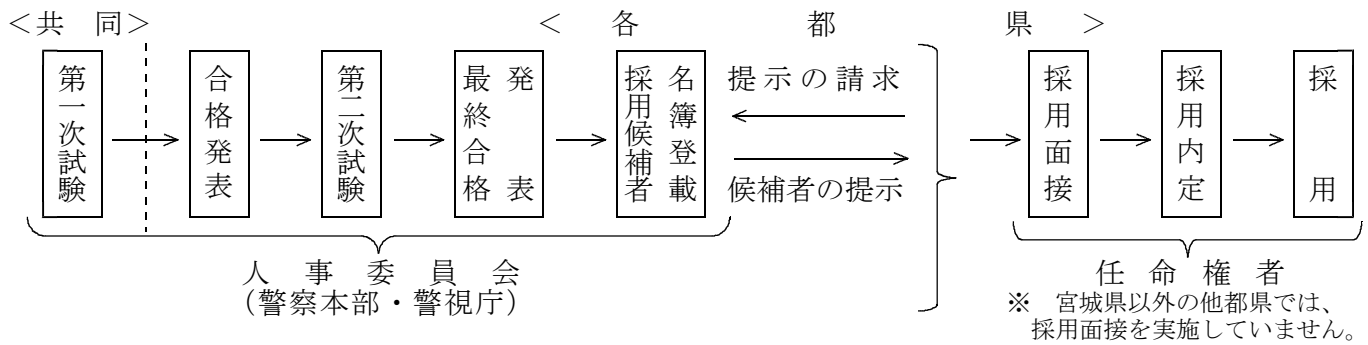 ＜共同＞
＜各都県＞
第一次試験
合格発表
第二次試験
最終合格
発表
採用候補者
名簿登載
提示の請求
候補者の提示
採用面接
採用内定
採用
人事委員会
（警察本部・警視庁）
任命権者
※　宮城県以外の他都県では、
採用面接を実施していません。